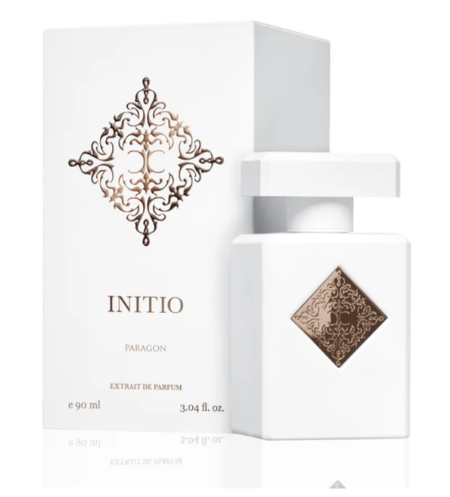 INITIO
PARAGON
EXTRAIT DE PARFUM
e 90 ml 3.04 fl. oz.